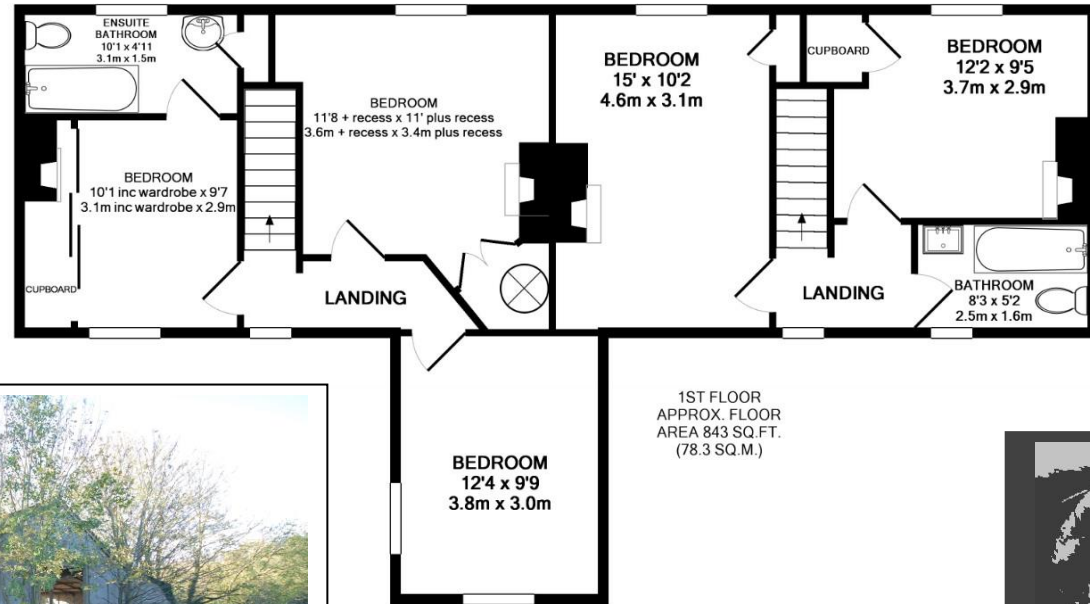 ENSUITE
BATHROOM
10'1 x 4'11
3.1m x 1.5m
BEDROOM
11'8 + recess x 11' plus recess
3.6m + recess x 3.4m plus recess
BEDROOM
15' x 10'2
4.6m x 3.1m
CUPBOARD
BEDROOM
12'2 x 9'5
3.7m x 2.9m
BEDROOM
10'1 inc wardrobe x 9'7
3.1m inc wardrobe x 2.9m
CUPBOARD
LANDING
LANDING
BATHROOM
8'3 x 5'2
2.5m x 1.6m
BEDROOM
12'4 x 9'9
3.8m x 3.0m
1ST FLOOR
APPROX. FLOOR
AREA 843 SQ.FT.
(78.3 SQ.M.)